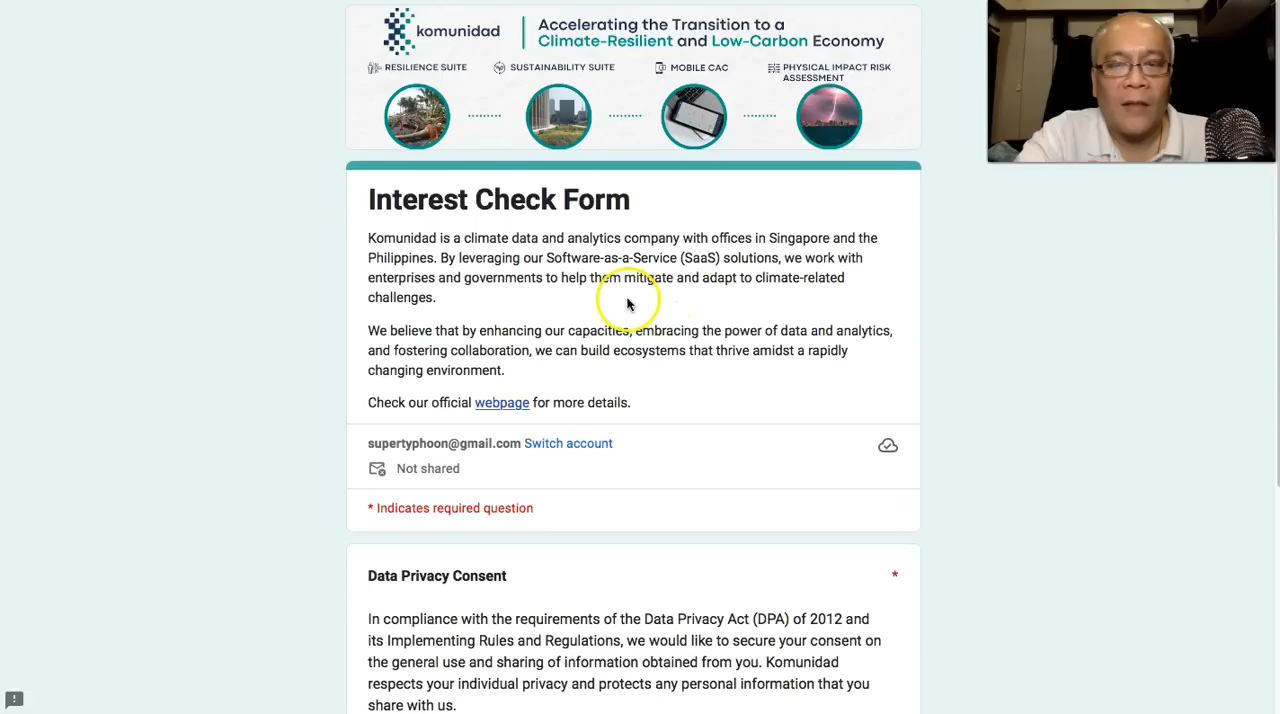 komunidad
Accelerating the Transition to a
Climate-Resilient and Low-Carbon Economy
RESILIENCE SUITE
SUSTAINABILITY SUITE
MOBILE CAC
PHYSICAL IMPACT RISK
ASSESSMENT
Interest Check Form
Komunidad is a climate data and analytics company with offices in Singapore and the
Philippines. By leveraging our Software-as-a-Service (SaaS) solutions, we work with
enterprises and governments to help them mitigate and adapt to climate-related
challenges.
We believe that by enhancing our capacities, embracing the power of data and analytics,
and fostering collaboration, we can build ecosystems that thrive amidst a rapidly
changing environment.
Check our official webpage for more details.
supertyphoon@gmail.com Switch account
Not shared
* Indicates required question
Data Privacy Consent *
In compliance with the requirements of the Data Privacy Act (DPA) of 2012 and
its Implementing Rules and Regulations, we would like to secure your consent on
the general use and sharing of information obtained from you. Komunidad
respects your individual privacy and protects any personal information that you
share with us.